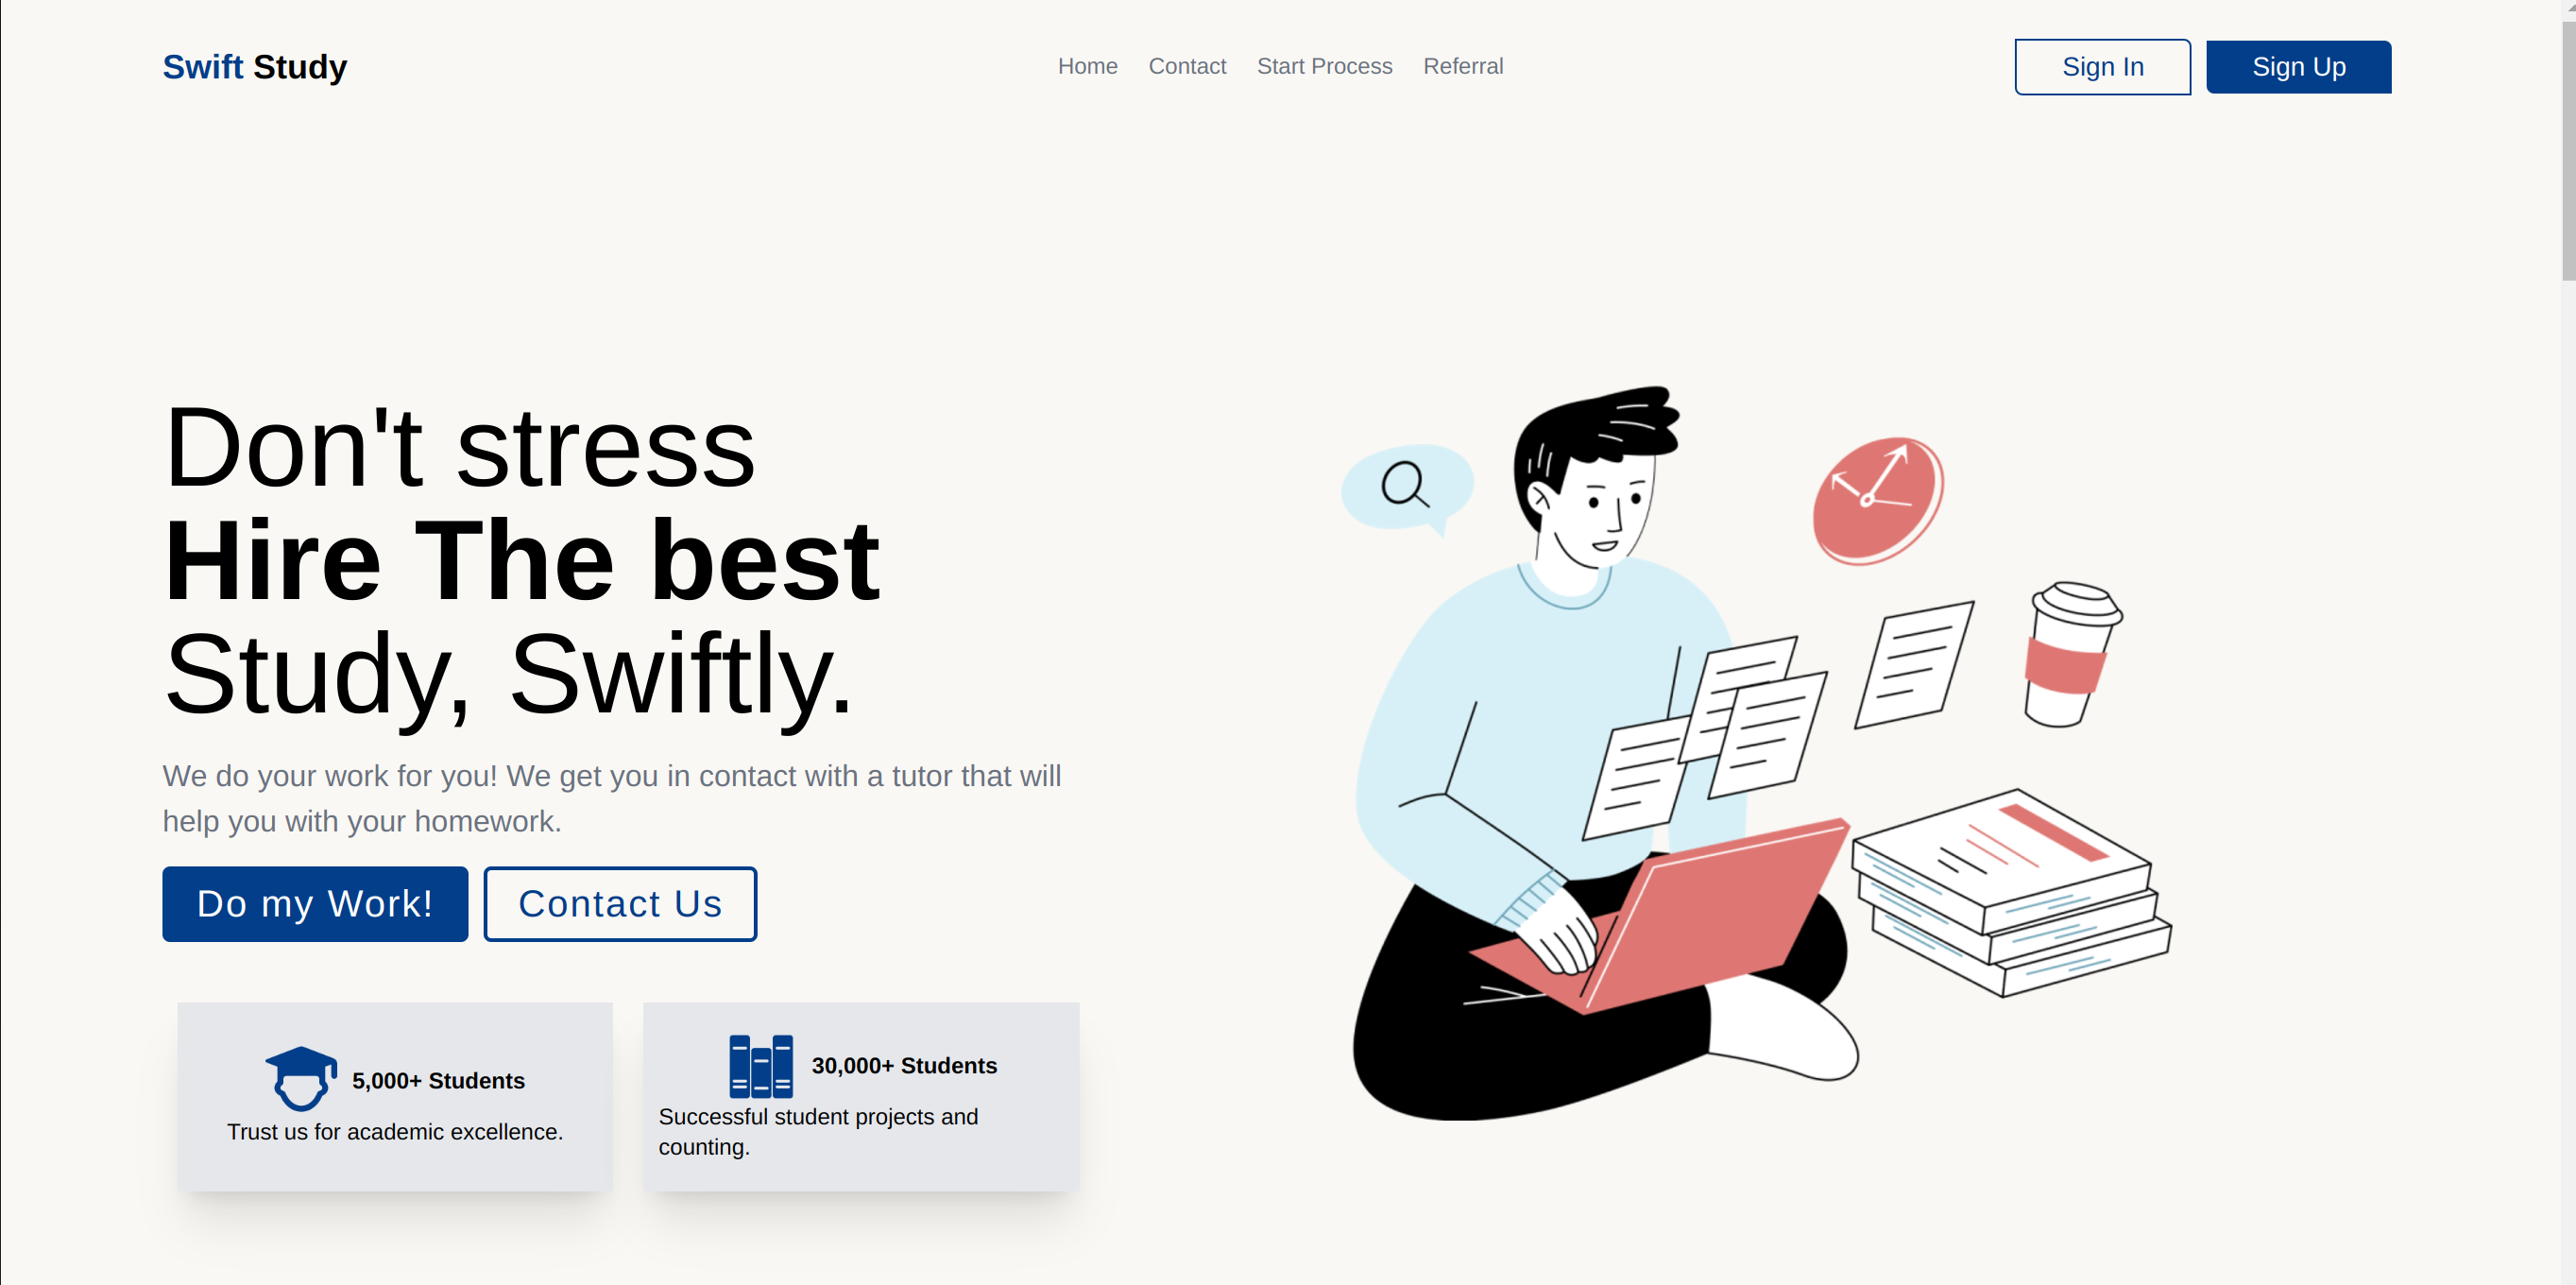 Swift Study
Home Contact Start Process Referral
Sign In Sign Up
Don't stress
Hire The best
Study, Swiftly.
We do your work for you! We get you in contact with a tutor that will
help you with your homework.
Do my Work! Contact Us
5,000+ Students
Trust us for academic excellence.
30,000+ Students
Successful student projects and
counting.